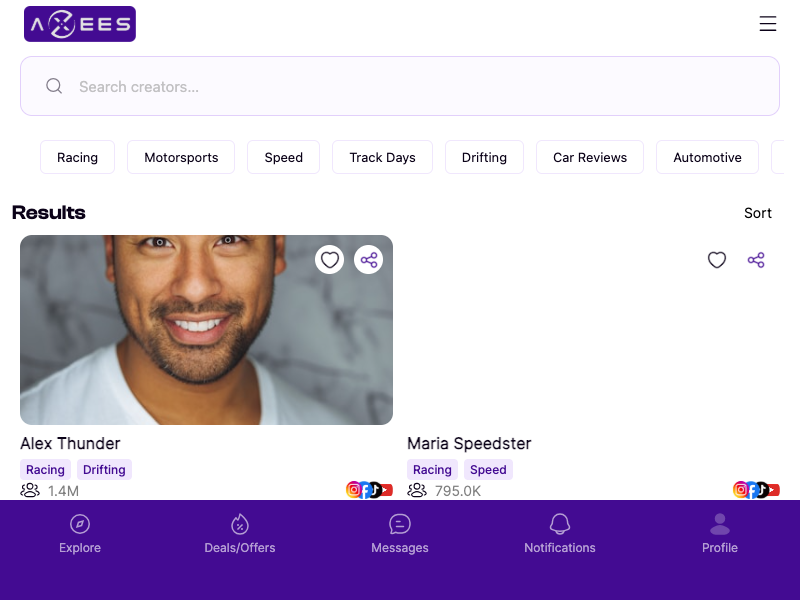 AXEES
Search creators...
Racing
Motorsports
Speed
Track Days
Drifting
Car Reviews
Automotive
Results
Sort
Alex Thunder
Racing
Drifting
1.4M
Maria Speedster
Racing
Speed
795.0K
Explore
Deals/Offers
Messages
Notifications
Profile